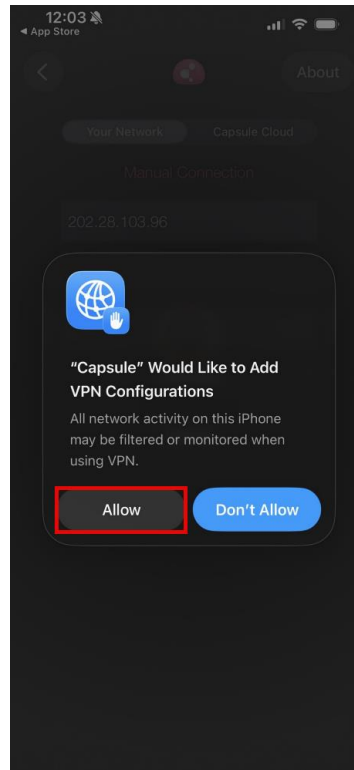 12:03
◀ App Store
About
Your Network
Capsule Cloud
Manual Connection
202.28.103.96
“Capsule” Would Like to Add
VPN Configurations
All network activity on this iPhone
may be filtered or monitored when
using VPN.
Allow
Don’t Allow